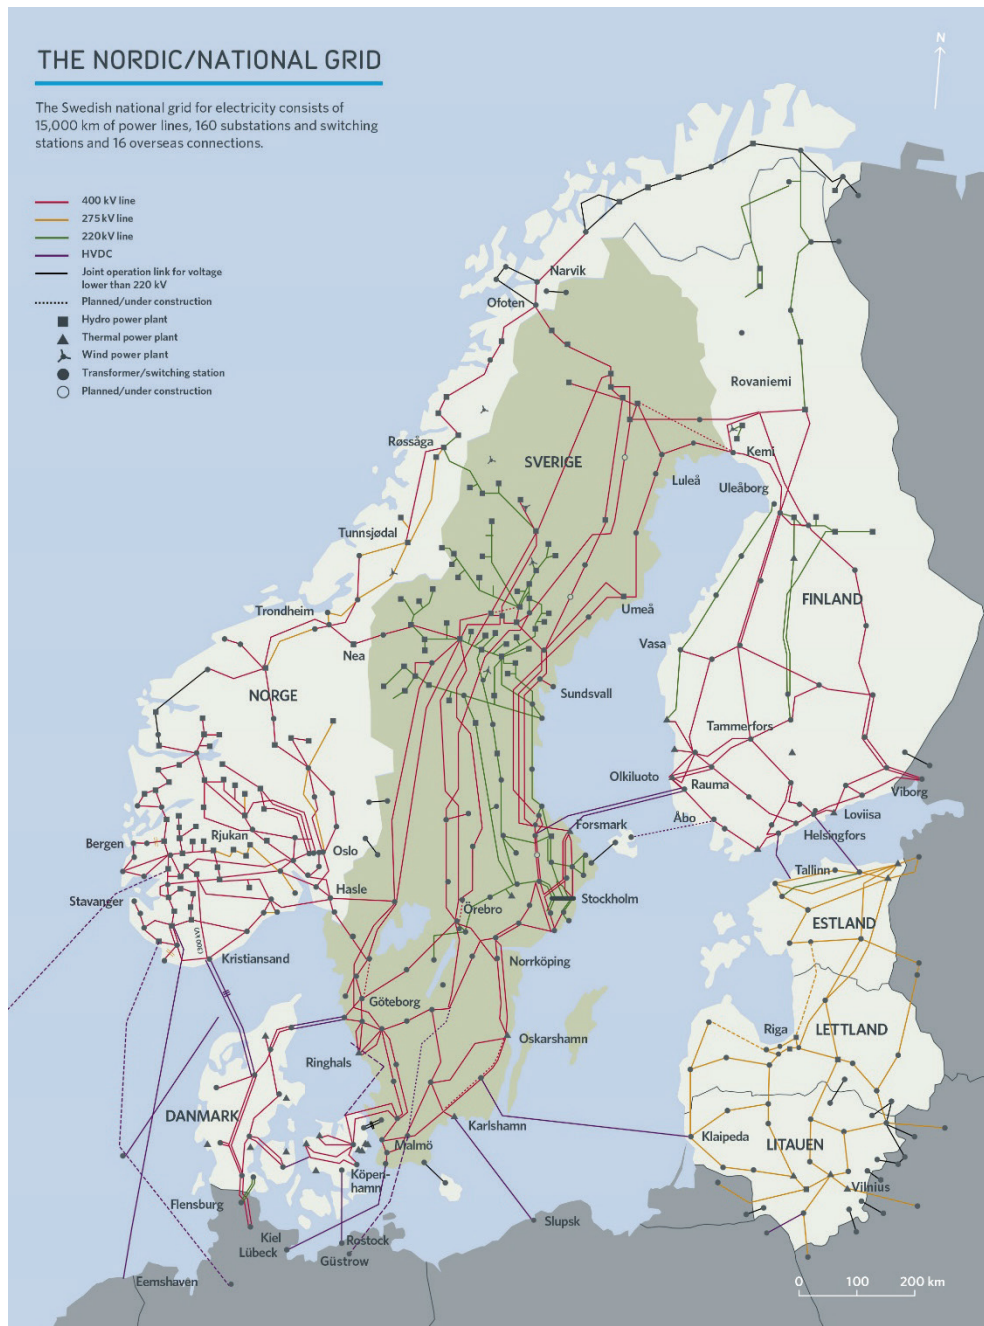 THE NORDIC/NATIONAL GRID
The Swedish national grid for electricity consists of
15,000 km of power lines, 160 substations and switching
stations and 16 overseas connections.
400 kV line
275 kV line
220 kV line
HVDC
Joint operation link for voltage
lower than 220 kV
Planned/under construction
Hydro power plant
Thermal power plant
Wind power plant
Transformer/switching station
Planned/under construction
N
Narvik
Ofoten
Rovaniemi
Røssåga
Kemi
SVERIGE
Luleå
Uleåborg
Tunnsjødal
FINLAND
Trondheim
Umeå
Nea
Vasa
NORGE
Sundsvall
Tammerfors
Olkiluoto
Rauma
Viborg
Loviisa
Åbo
Forsmark
Helsingfors
Rjukan
Bergen
Oslo
Tallinn
Hasle
Stavanger
Stockholm
Örebro
ESTLAND
(300 kV)
Kristiansand
Norrköping
Göteborg
Riga
LETTLAND
Oskarshamn
Ringhals
DANMARK
Karlshamn
Klaipeda
LITAUEN
Malmö
Köpen-
hamn
Vilnius
Flensburg
Kiel
Slupsk
Lübeck
Rostock
Güstrow
Eemshaven
0 100 200 km